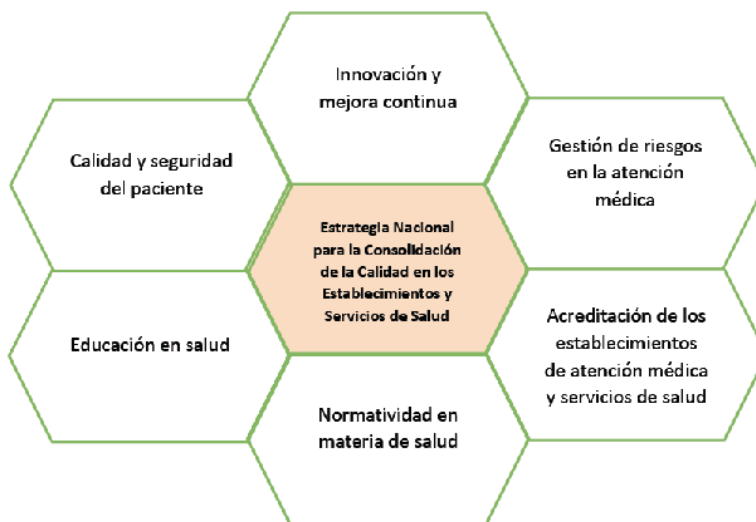 Innovación y
mejora continua
Calidad y seguridad
del paciente
Gestión de riesgos
en la atención
médica
Estrategia Nacional
para la Consolidación
de la Calidad en los
Establecimientos y
Servicios de Salud
Educación en salud
Acreditación de los
establecimientos
de atención médica
y servicios de salud
Normatividad en
materia de salud